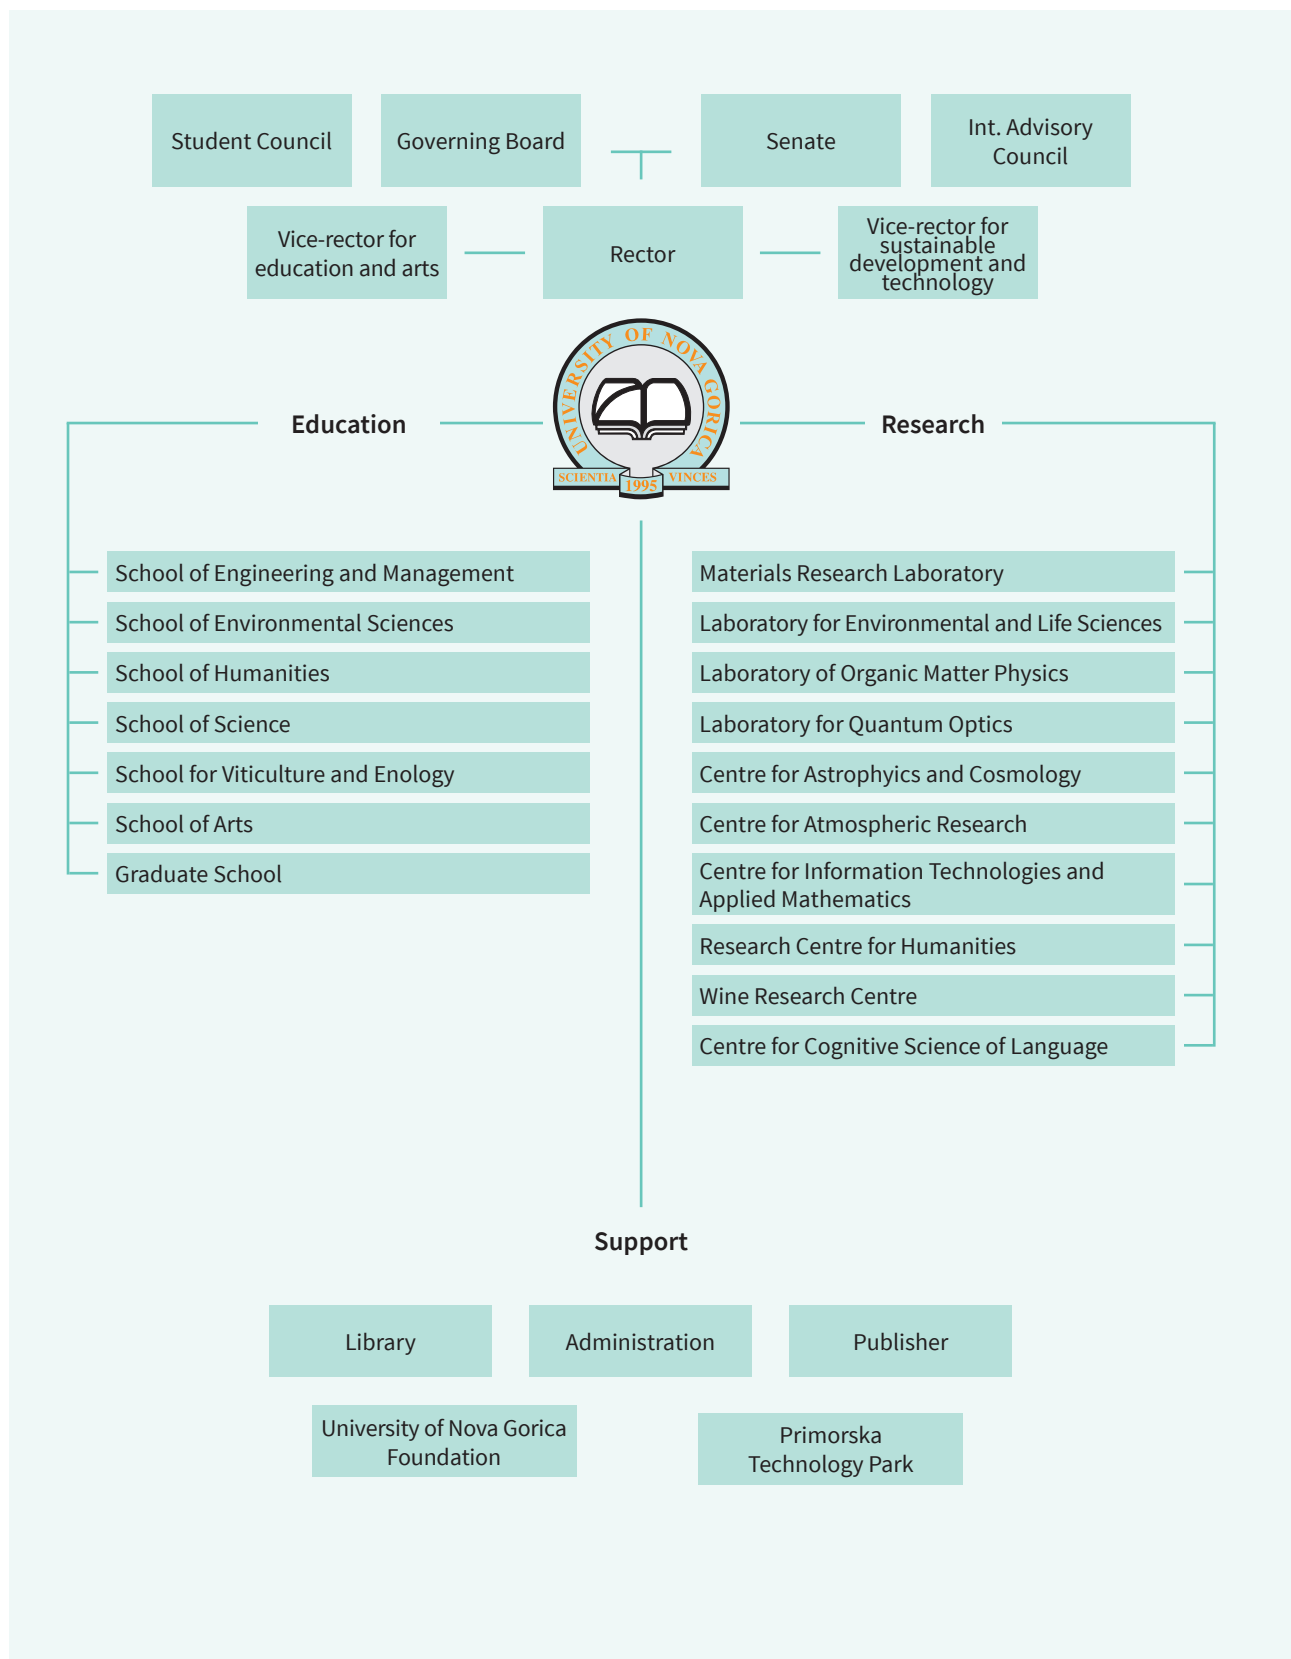 Student Council
Governing Board
Senate
Int. Advisory
Council
Vice-rector for
education and arts
Rector
Vice-rector for
sustainable
development and
technology
UNIVERSITY OF NOVA GORICA
SCIENTIA
1995
VINCES
Education
Research
School of Engineering and Management
School of Environmental Sciences
School of Humanities
School of Science
School for Viticulture and Enology
School of Arts
Graduate School
Materials Research Laboratory
Laboratory for Environmental and Life Sciences
Laboratory of Organic Matter Physics
Laboratory for Quantum Optics
Centre for Astrophyics and Cosmology
Centre for Atmospheric Research
Centre for Information Technologies and
Applied Mathematics
Research Centre for Humanities
Wine Research Centre
Centre for Cognitive Science of Language
Support
Library
Administration
Publisher
University of Nova Gorica
Foundation
Primorska
Technology Park